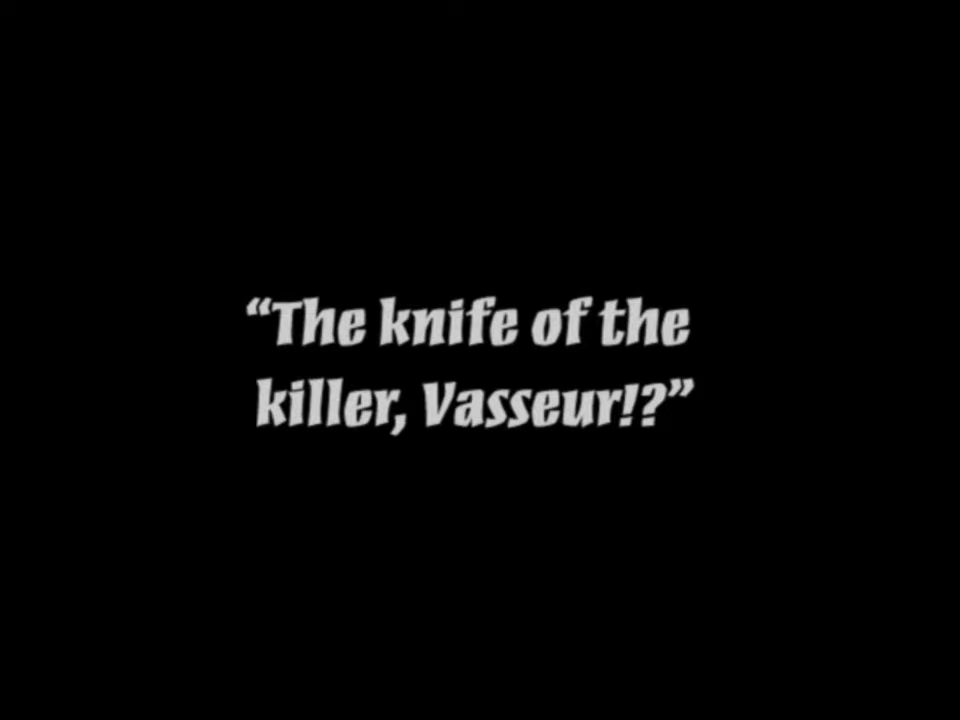 “The knife of the
killer, Vasseur!?”